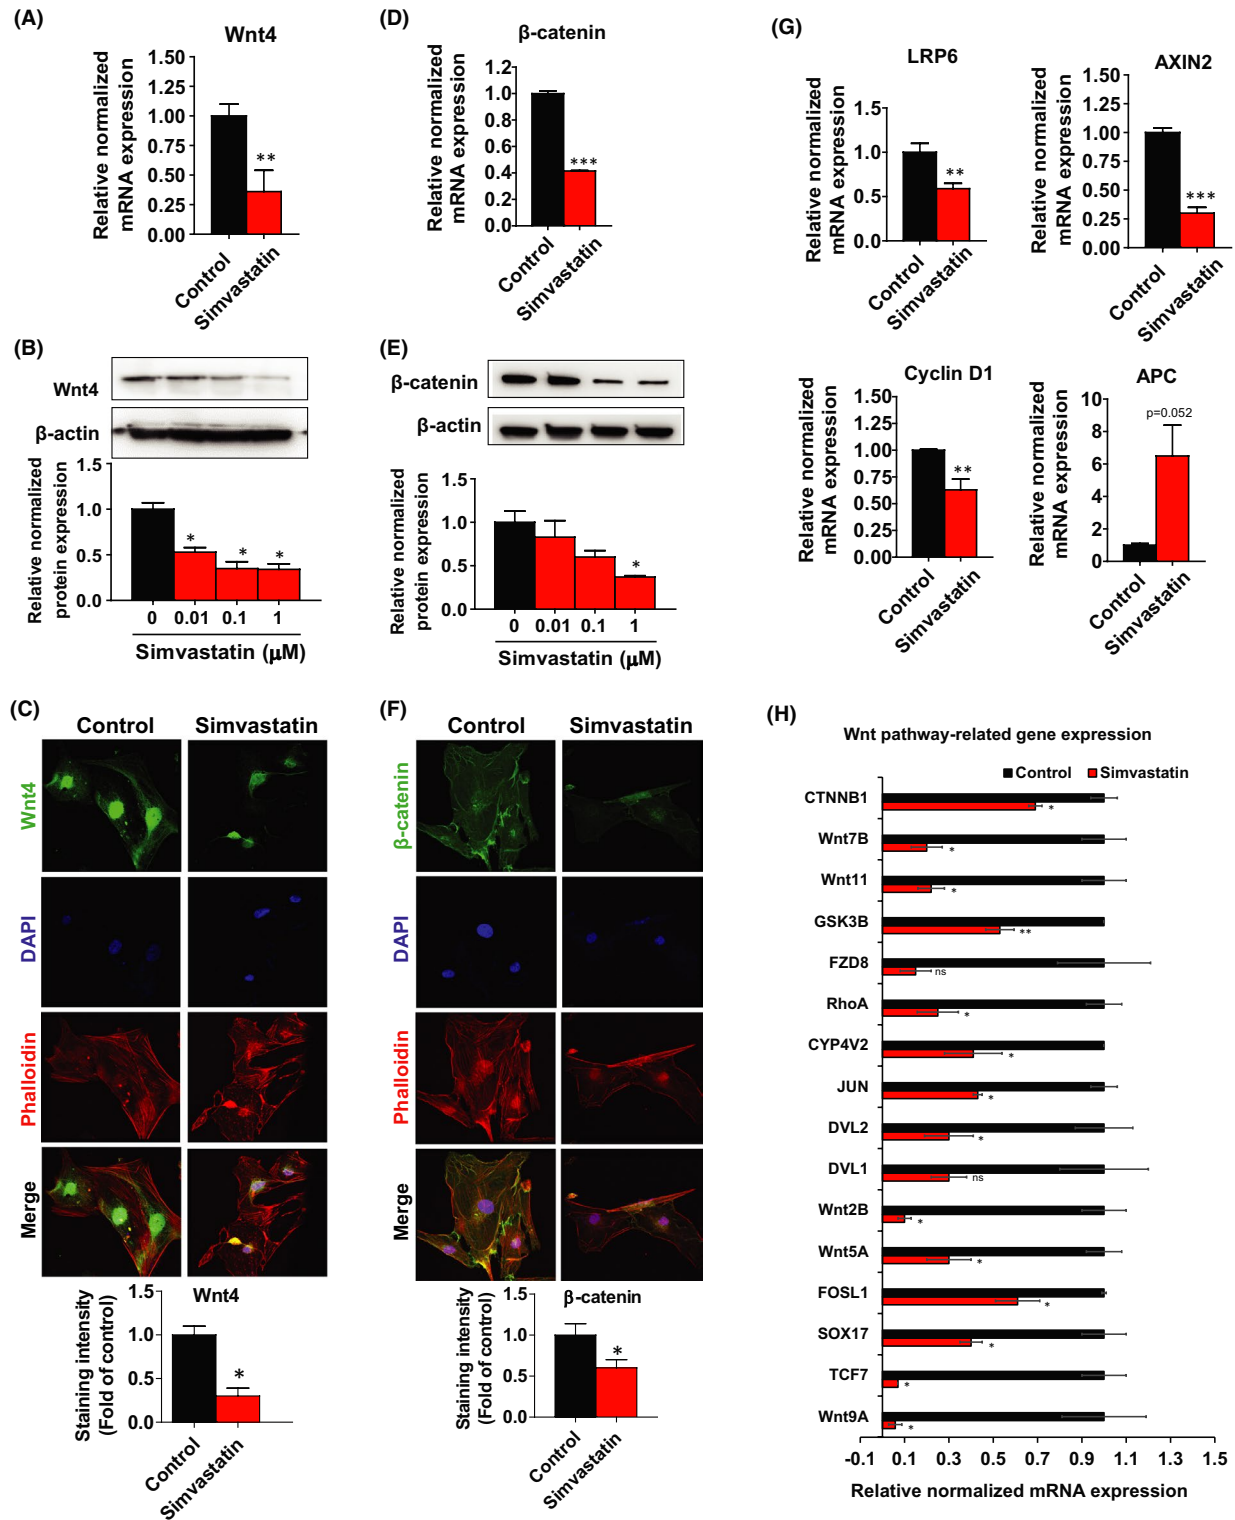 (A)
Wnt4
Relative normalized
mRNA expression
1.50
1.25
1.00
0.75
0.50
0.25
0.00
**
Control
Simvastatin
(D)
β-catenin
Relative normalized
mRNA expression
1.2
1.0
0.8
0.6
0.4
0.2
0.0
***
Control
Simvastatin
(G)
LRP6
Relative normalized
mRNA expression
1.5
1.0
0.5
0.0
**
Control
Simvastatin
AXIN2
Relative normalized
mRNA expression
1.50
1.25
1.00
0.75
0.50
0.25
0.00
***
Control
Simvastatin
Cyclin D1
Relative normalized
mRNA expression
1.50
1.25
1.00
0.75
0.50
0.25
0.00
**
Control
Simvastatin
APC
Relative normalized
mRNA expression
10
8
6
4
2
0
p=0.052
Control
Simvastatin
(B)
Wnt4
β-actin
Relative normalized
protein expression
1.5
1.0
0.5
0.0
* * *
0 0.01 0.1 1
Simvastatin (μM)
(E)
β-catenin
β-actin
Relative normalized
protein expression
1.5
1.0
0.5
0.0
*
0 0.01 0.1 1
Simvastatin (μM)
(C)
Control Simvastatin
Wnt4
DAPI
Phalloidin
Merge
Staining intensity
(Fold of control)
Wnt4
1.5
1.0
0.5
0.0
*
Control
Simvastatin
(F)
Control Simvastatin
β-catenin
DAPI
Phalloidin
Merge
Staining intensity
(Fold of control)
β-catenin
1.5
1.0
0.5
0.0
*
Control
Simvastatin
(H)
Wnt pathway-related gene expression
Control Simvastatin
CTNNB1 *
Wnt7B *
Wnt11 *
GSK3B **
FZD8 ns
RhoA *
CYP4V2 *
JUN *
DVL2 *
DVL1 ns
Wnt2B *
Wnt5A *
FOSL1 *
SOX17 *
TCF7 *
Wnt9A *
-0.1 0.1 0.3 0.5 0.7 0.9 1.1 1.3 1.5
Relative normalized mRNA expression